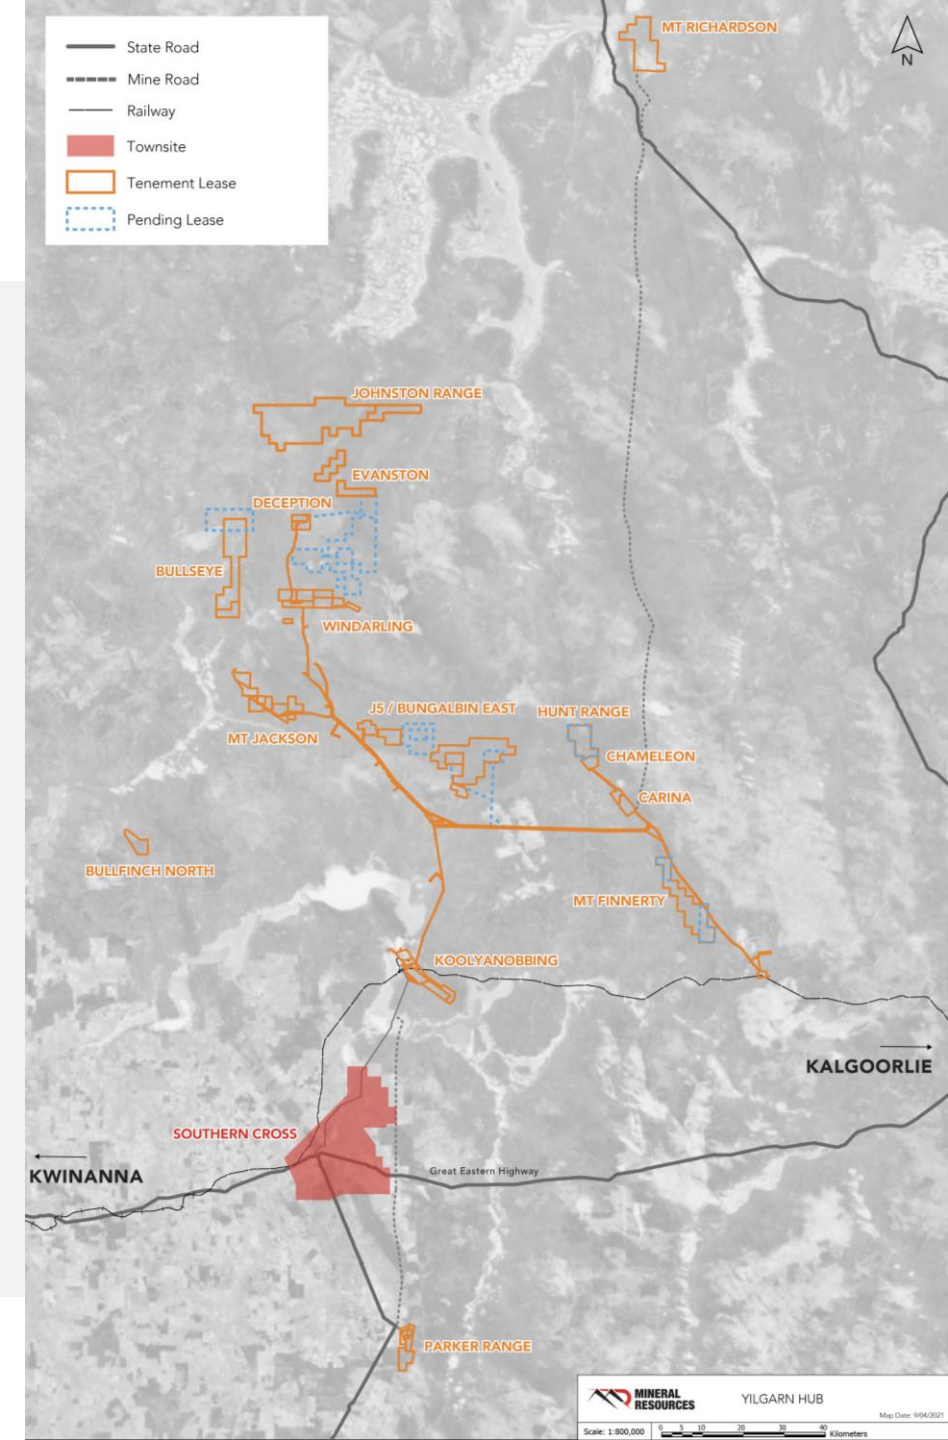 State Road
Mine Road
Railway
Townsite
Tenement Lease
Pending Lease
MT RICHARDSON
N
JOHNSTON RANGE
EVANSTON
DECEPTION
BULLSEYE
WINDARLING
J5 / BUNGALBIN EAST
HUNT RANGE
MT JACKSON
CHAMELEON
CARINA
BULLFINCH NORTH
MT FINNERTY
KOOLYANOBBING
KALGOORLIE
SOUTHERN CROSS
KWINANNA
Great Eastern Highway
PARKER RANGE
MINERAL
RESOURCES
YILGARN HUB
Map Date: 9/04/2021
Scale: 1:800,000
0 5 10 20 30 40
Kilometers